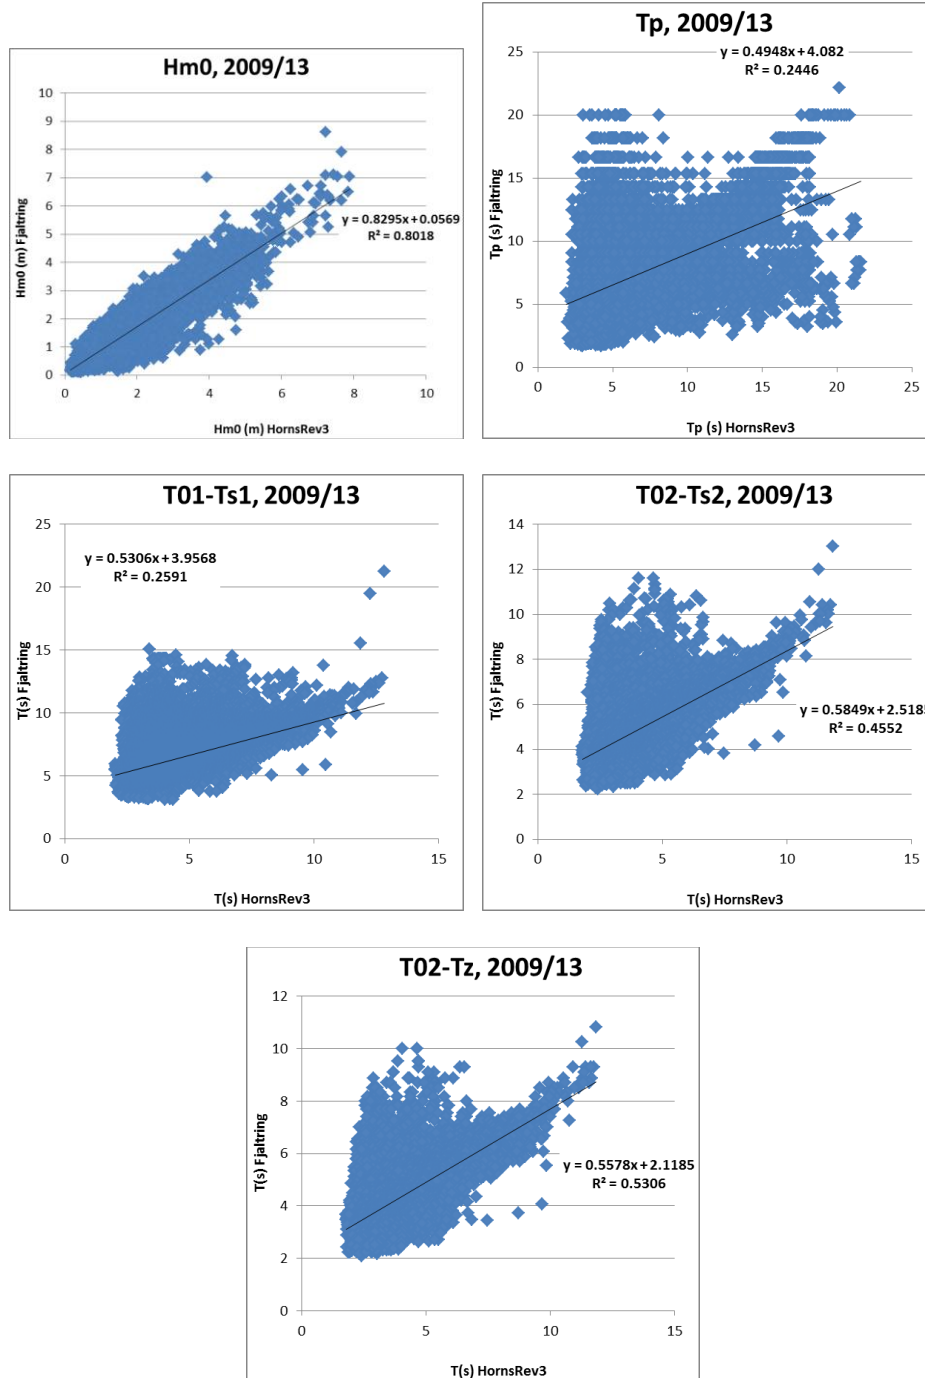 Hm0, 2009/13
10
9
8
7
6
5
4
3
2
1
0
0
2
4
6
8
10
Hm0 (m) Fjaltring
y = 0.8295x + 0.0569
R² = 0.8018
Hm0 (m) HornsRev3
Tp, 2009/13
y = 0.4948x + 4.082
R² = 0.2446
25
20
15
10
5
0
0
5
10
15
20
25
Tp (s) Fjaltring
Tp (s) HornsRev3
T01-Ts1, 2009/13
25
20
15
10
5
0
0
5
10
15
y = 0.5306x + 3.9568
R² = 0.2591
T(s) Fjaltring
T(s) HornsRev3
T02-Ts2, 2009/13
14
12
10
8
6
4
2
0
0
5
10
15
T(s) Fjaltring
y = 0.5849x + 2.5185
R² = 0.4552
T(s) HornsRev3
T02-Tz, 2009/13
12
10
8
6
4
2
0
0
5
10
15
T(s) Fjaltring
y = 0.5578x + 2.1185
R² = 0.5306
T(s) HornsRev3